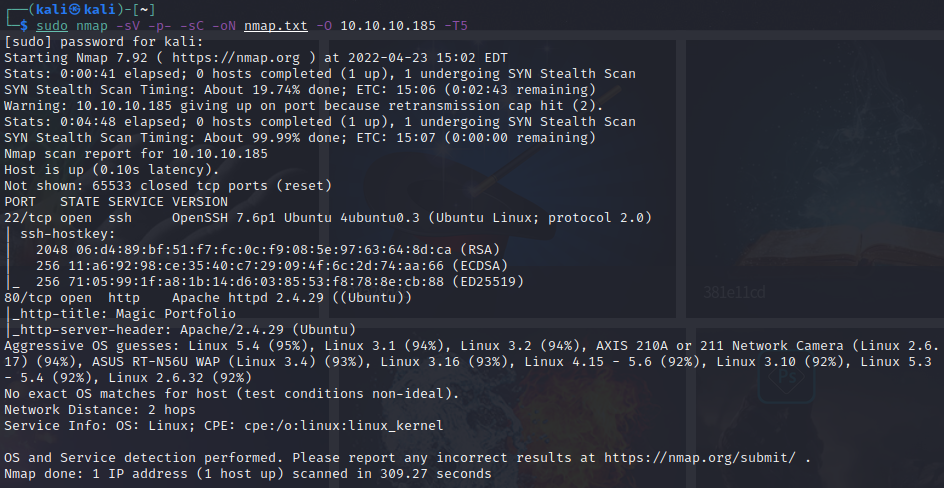 ┌──(kali㉿kali)-[~]
└─$ sudo nmap -sV -p- -sC -oN nmap.txt -O 10.10.10.185 -T5
[sudo] password for kali:
Starting Nmap 7.92 ( https://nmap.org ) at 2022-04-23 15:02 EDT
Stats: 0:00:41 elapsed; 0 hosts completed (1 up), 1 undergoing SYN Stealth Scan
SYN Stealth Scan Timing: About 19.74% done; ETC: 15:06 (0:02:43 remaining)
Warning: 10.10.10.185 giving up on port because retransmission cap hit (2).
Stats: 0:04:48 elapsed; 0 hosts completed (1 up), 1 undergoing SYN Stealth Scan
SYN Stealth Scan Timing: About 99.99% done; ETC: 15:07 (0:00:00 remaining)
Nmap scan report for 10.10.10.185
Host is up (0.10s latency).
Not shown: 65533 closed tcp ports (reset)
PORT   STATE SERVICE VERSION
22/tcp open  ssh     OpenSSH 7.6p1 Ubuntu 4ubuntu0.3 (Ubuntu Linux; protocol 2.0)
| ssh-hostkey:
|   2048 06:d4:89:bf:51:f7:fc:0c:f9:08:5e:97:63:64:8d:ca (RSA)
|   256 11:a6:92:98:ce:35:40:c7:29:09:4f:6c:2d:74:aa:66 (ECDSA)
|_  256 71:05:99:1f:a8:1b:14:d6:03:85:53:f8:78:8e:cb:88 (ED25519)
80/tcp open  http    Apache httpd 2.4.29 ((Ubuntu))
|_http-title: Magic Portfolio
|_http-server-header: Apache/2.4.29 (Ubuntu)
Aggressive OS guesses: Linux 5.4 (95%), Linux 3.1 (94%), Linux 3.2 (94%), AXIS 210A or 211 Network Camera (Linux 2.6.
17) (94%), ASUS RT-N56U WAP (Linux 3.4) (93%), Linux 3.16 (93%), Linux 4.15 - 5.6 (92%), Linux 3.10 (92%), Linux 5.3
- 5.4 (92%), Linux 2.6.32 (92%)
No exact OS matches for host (test conditions non-ideal).
Network Distance: 2 hops
Service Info: OS: Linux; CPE: cpe:/o:linux:linux_kernel
OS and Service detection performed. Please report any incorrect results at https://nmap.org/submit/ .
Nmap done: 1 IP address (1 host up) scanned in 309.27 seconds
381e11cd
Ps